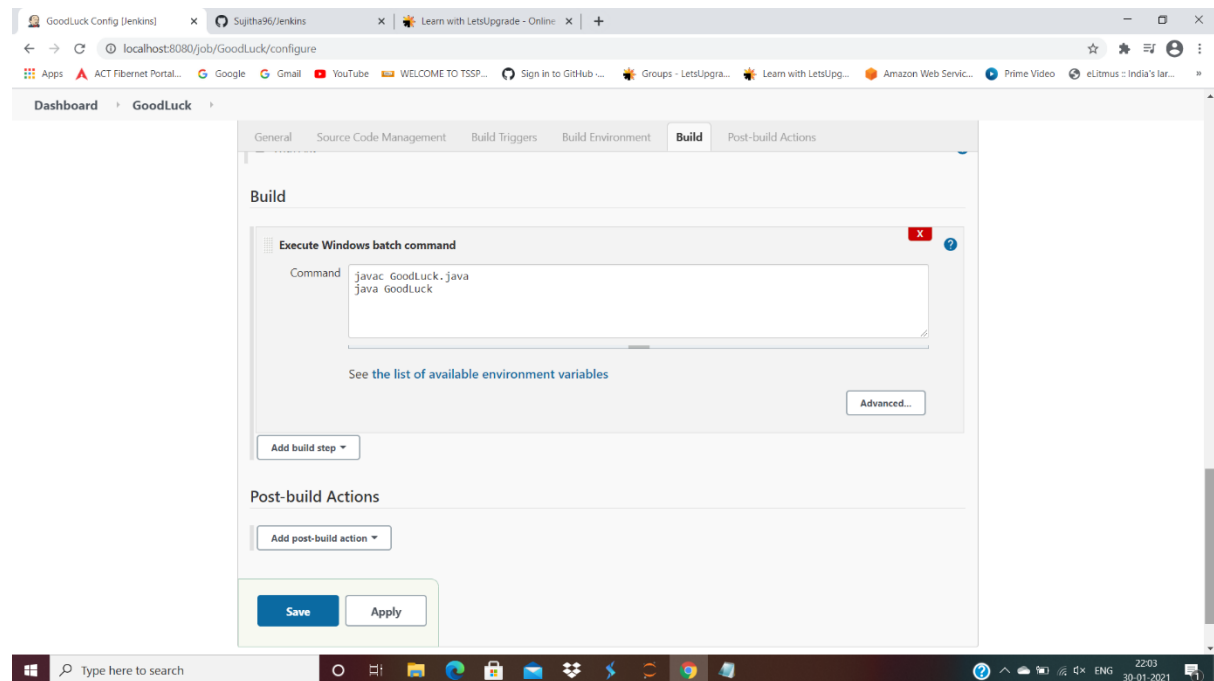 GoodLuck Config [Jenkins]
Sujitha96/Jenkins
Learn with LetsUpgrade - Online
localhost:8080/job/GoodLuck/configure
Apps ACT Fibernet Portal... Google Gmail YouTube WELCOME TO TSSP... Sign in to GitHub ·... Groups - LetsUpgra... Learn with LetsUpg... Amazon Web Servic... Prime Video eLitmus :: India's lar... »
Dashboard GoodLuck
General Source Code Management Build Triggers Build Environment Build Post-build Actions
Build
Execute Windows batch command
X
Command
javac GoodLuck.java
java GoodLuck
See the list of available environment variables
Advanced...
Add build step
Post-build Actions
Add post-build action
Save Apply
Type here to search
ENG
22:03
30-01-2021
1